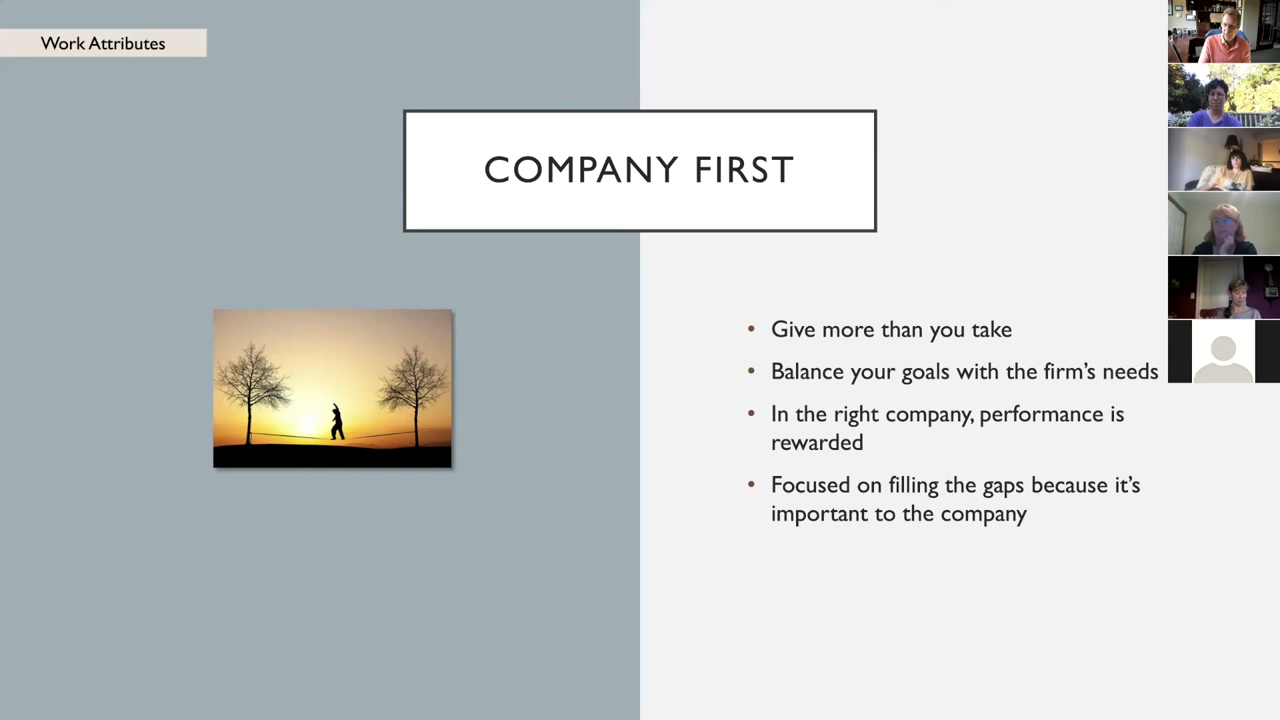 Work Attributes
COMPANY FIRST
• Give more than you take
• Balance your goals with the firm's needs
• In the right company, performance is
rewarded
• Focused on filling the gaps because it's
important to the company